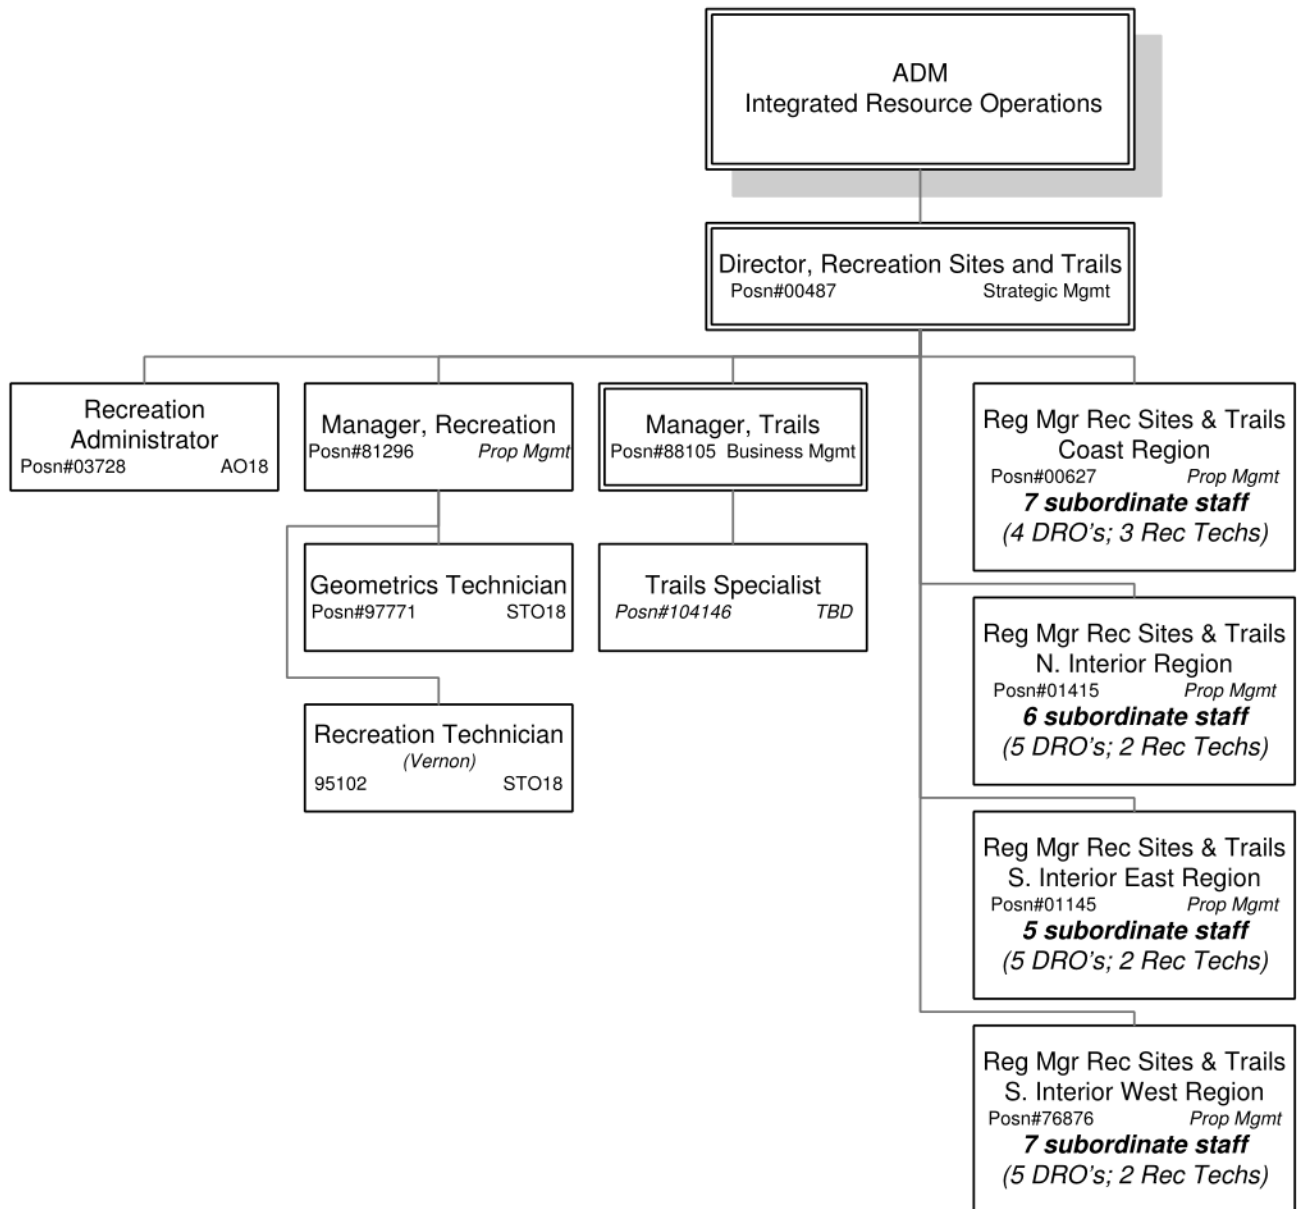 ADM
Integrated Resource Operations
Director, Recreation Sites and Trails
Posn#00487 Strategic Mgmt
Recreation
Administrator
Posn#03728 AO18
Manager, Recreation
Posn#81296 Prop Mgmt
Manager, Trails
Posn#88105 Business Mgmt
Reg Mgr Rec Sites & Trails
Coast Region
Posn#00627 Prop Mgmt
7 subordinate staff
(4 DRO's; 3 Rec Techs)
Geometrics Technician
Posn#97771 STO18
Trails Specialist
Posn#104146 TBD
Reg Mgr Rec Sites & Trails
N. Interior Region
Posn#01415 Prop Mgmt
6 subordinate staff
(5 DRO's; 2 Rec Techs)
Recreation Technician
(Vernon)
95102 STO18
Reg Mgr Rec Sites & Trails
S. Interior East Region
Posn#01145 Prop Mgmt
5 subordinate staff
(5 DRO's; 2 Rec Techs)
Reg Mgr Rec Sites & Trails
S. Interior West Region
Posn#76876 Prop Mgmt
7 subordinate staff
(5 DRO's; 2 Rec Techs)